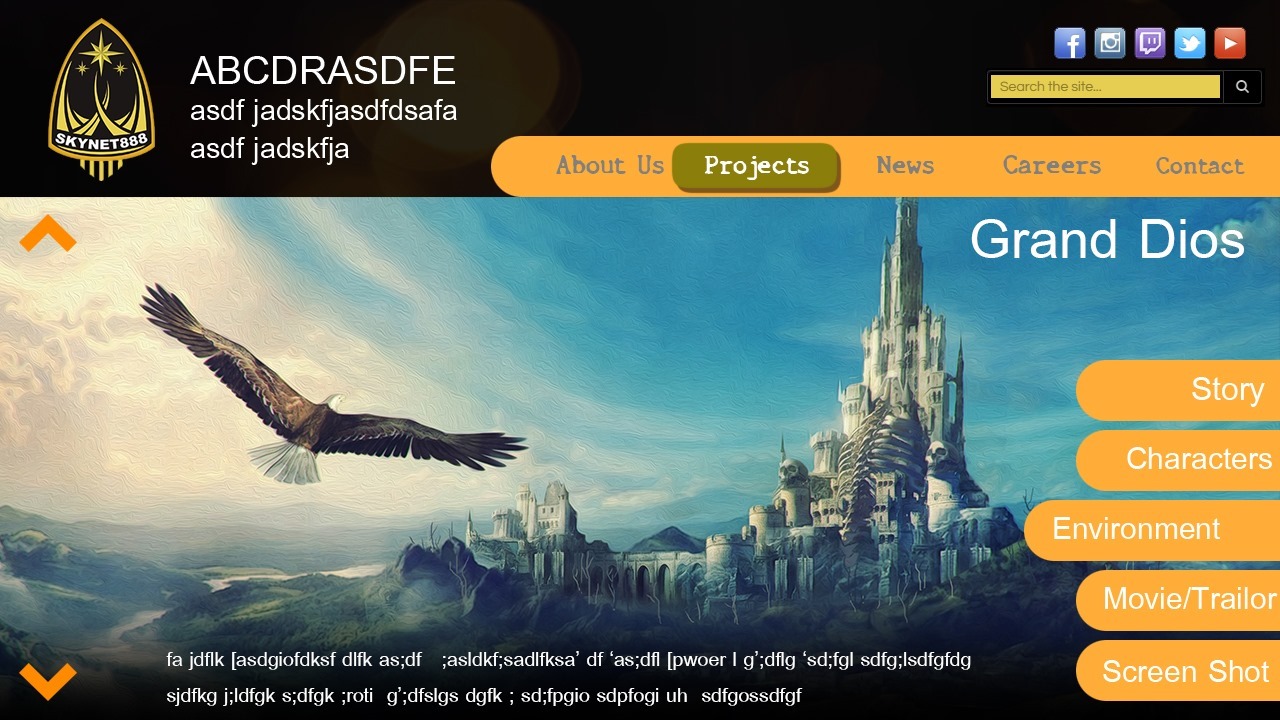 SKYNET888
ABCDRASDFE
asdf jadskfjasdfdsafa
asdf jadskfja
Search the site...
About Us Projects News Careers Contact
Grand Dios
Story
Characters
Environment
Movie/Trailor
Screen Shot
fa jdflk [asdgiofdksf dlfk as;df ;asldkf;sadlfksa’ df ‘as;dfl [pwoer l g’;dflg ‘sd;fgl sdfg;lsdfgfdg
sjdfkg j;ldfgk s;dfgk ;roti g’;dfslgs dgfk ; sd;fpgio sdpfogi uh sdfgossdfgf